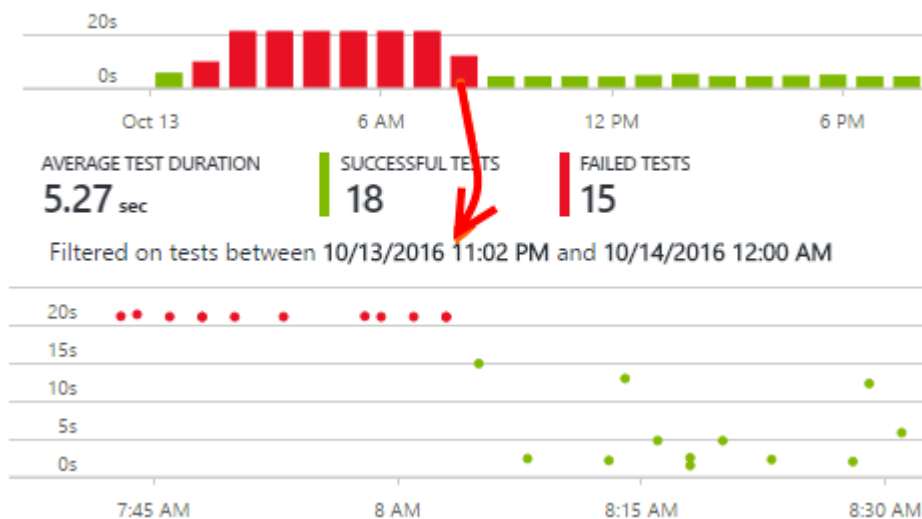 20s
0s
Oct 13 6 AM 12 PM 6 PM
AVERAGE TEST DURATION SUCCESSFUL TESTS FAILED TESTS
5.27 sec 18 15
Filtered on tests between 10/13/2016 11:02 PM and 10/14/2016 12:00 AM
20s
15s
10s
5s
0s
7:45 AM 8 AM 8:15 AM 8:30 AM